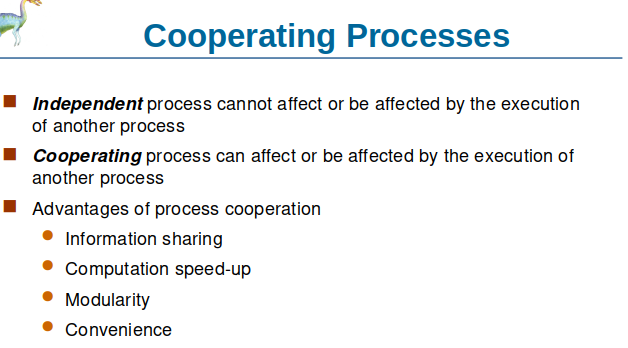 Cooperating Processes
Independent process cannot affect or be affected by the execution
of another process
Cooperating process can affect or be affected by the execution of
another process
Advantages of process cooperation
Information sharing
Computation speed-up
Modularity
Convenience